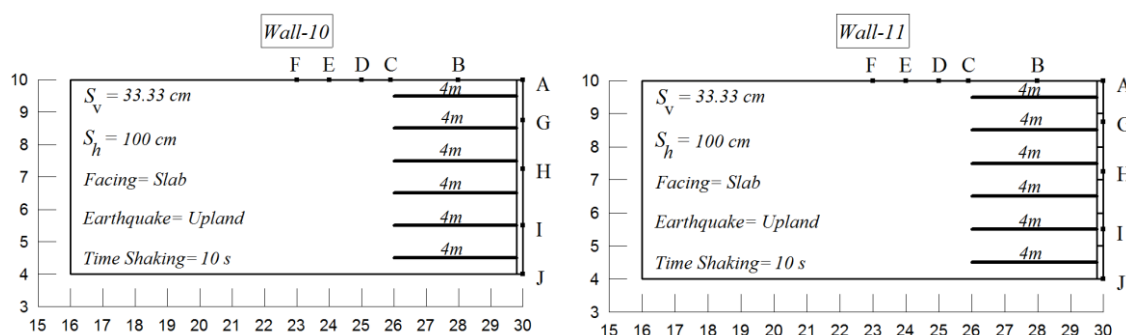 Wall-10
F E D C B
A
10
9
8
7
6
5
4
3
S_v = 33.33 cm
S_h = 100 cm
Facing= Slab
Earthquake= Upland
Time Shaking= 10 s
4m
4m
4m
4m
4m
4m
G
H
I
J
15 16 17 18 19 20 21 22 23 24 25 26 27 28 29 30
Wall-11
F E D C B
A
10
9
8
7
6
5
4
3
S_v = 33.33 cm
S_h = 100 cm
Facing= Slab
Earthquake= Upland
Time Shaking= 10 s
4m
4m
4m
4m
4m
4m
G
H
I
J
15 16 17 18 19 20 21 22 23 24 25 26 27 28 29 30